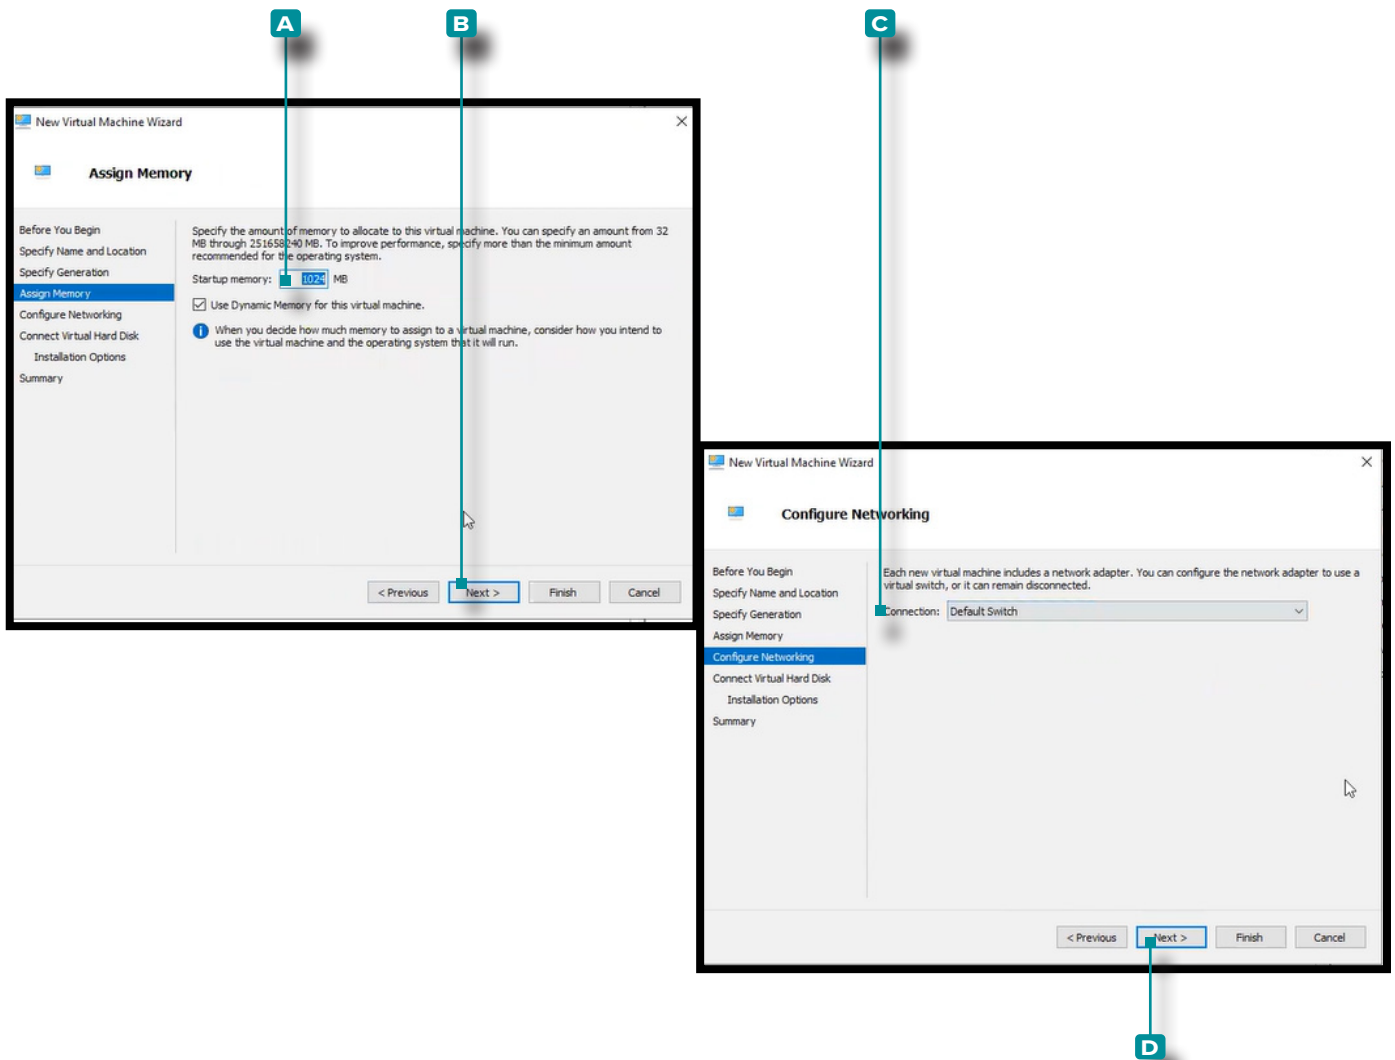 A
B
C
New Virtual Machine Wizard
Assign Memory
Before You Begin
Specify Name and Location
Specify Generation
Assign Memory
Configure Networking
Connect Virtual Hard Disk
Installation Options
Summary
Specify the amount of memory to allocate to this virtual machine. You can specify an amount from 32
MB through 251658240 MB. To improve performance, specify more than the minimum amount
recommended for the operating system.
Startup memory: 1024 MB
Use Dynamic Memory for this virtual machine.
When you decide how much memory to assign to a virtual machine, consider how you intend to
use the virtual machine and the operating system that it will run.
< Previous Next > Finish Cancel
New Virtual Machine Wizard
Configure Networking
Before You Begin
Specify Name and Location
Specify Generation
Assign Memory
Configure Networking
Connect Virtual Hard Disk
Installation Options
Summary
Each new virtual machine includes a network adapter. You can configure the network adapter to use a
virtual switch, or it can remain disconnected.
Connection: Default Switch
< Previous Next > Finish Cancel
D